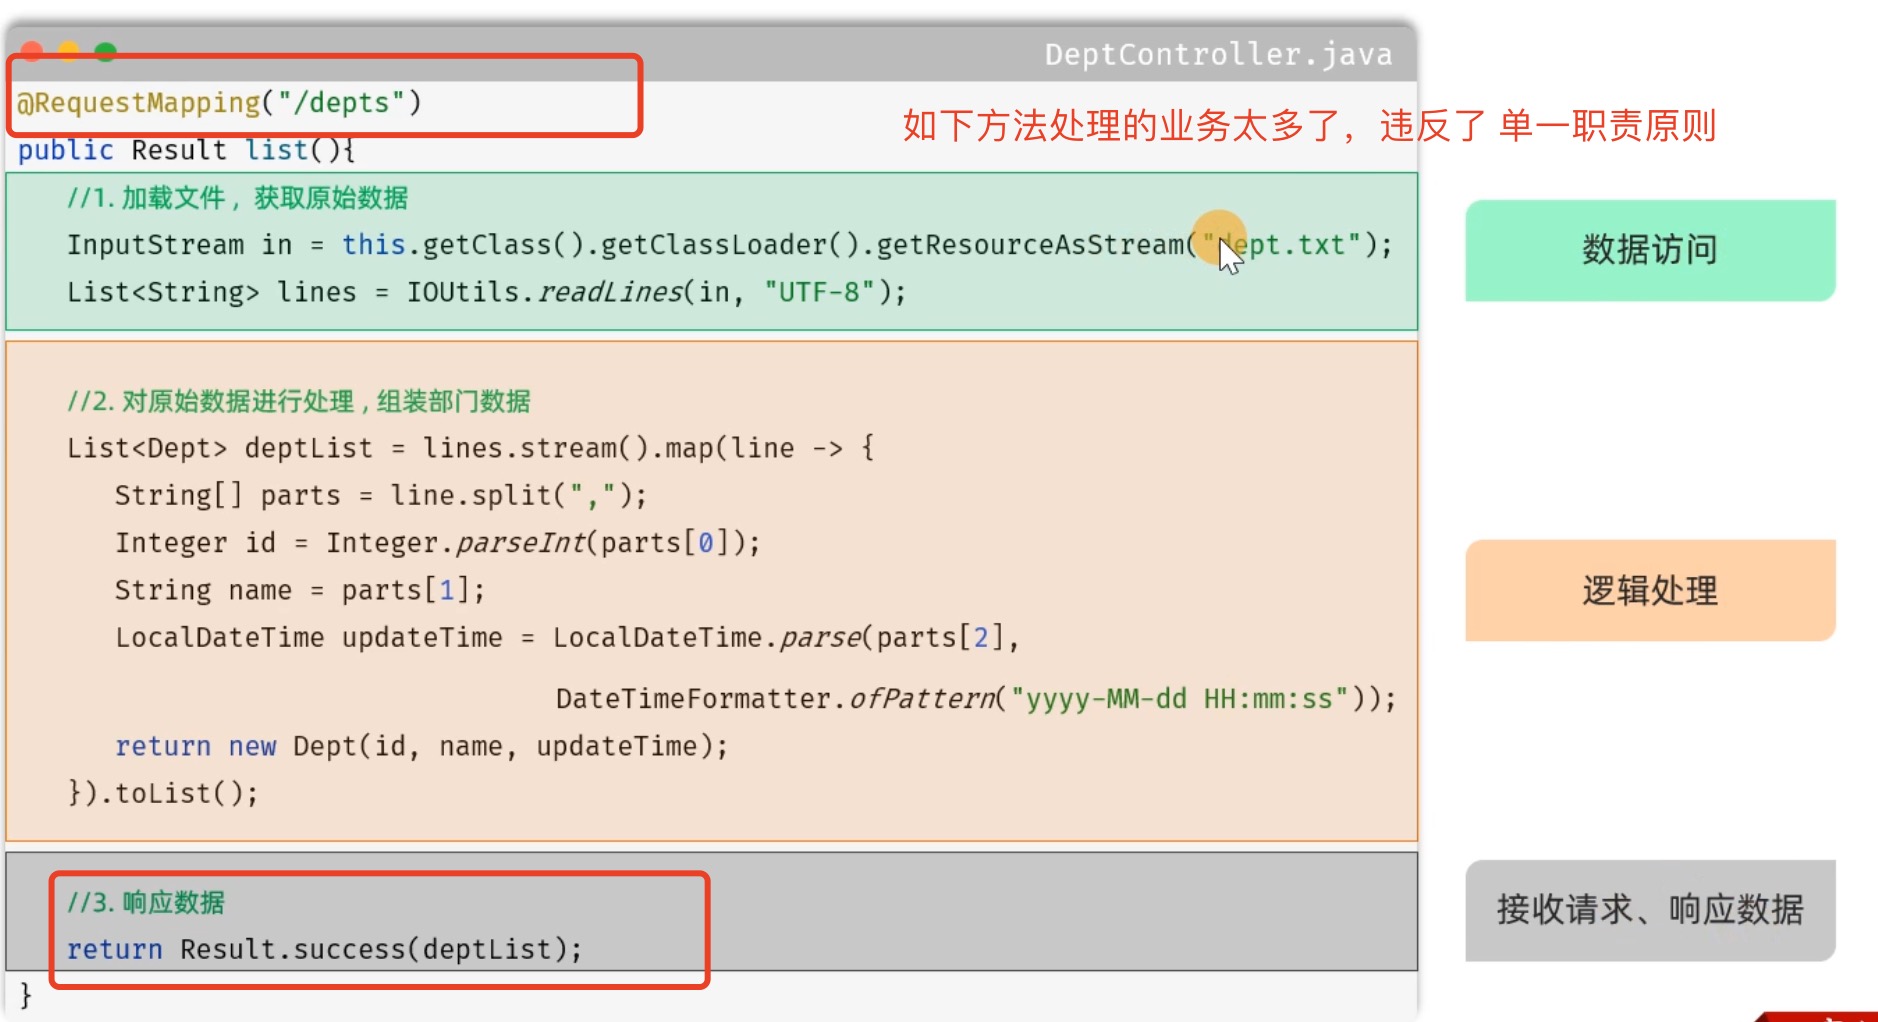 DeptController.java
@RequestMapping("/depts")
如下方法处理的业务太多了，违反了 单一职责原则
public Result list(){
//1. 加载文件 , 获取原始数据
InputStream in = this.getClass().getClassLoader().getResourceAsStream("dept.txt");
List<String> lines = IOUtils.readLines(in, "UTF-8");
数据访问
//2. 对原始数据进行处理 , 组装部门数据
List<Dept> deptList = lines.stream().map(line -> {
String[] parts = line.split(",");
Integer id = Integer.parseInt(parts[0]);
String name = parts[1];
LocalDateTime updateTime = LocalDateTime.parse(parts[2],
DateTimeFormatter.ofPattern("yyyy-MM-dd HH:mm:ss"));
return new Dept(id, name, updateTime);
}).toList();
逻辑处理
//3. 响应数据
return Result.success(deptList);
}
接收请求、响应数据